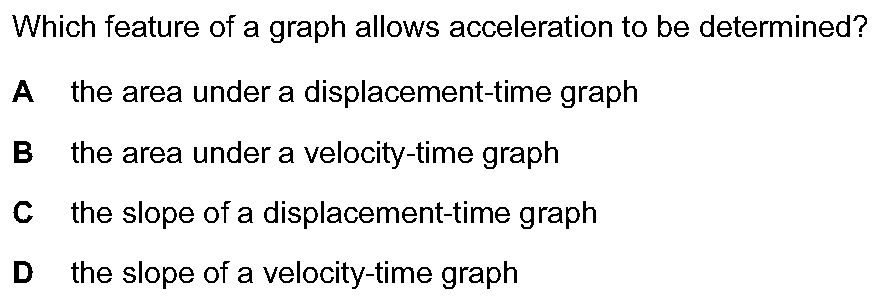 Which feature of a graph allows acceleration to be determined?
A the area under a displacement-time graph
B the area under a velocity-time graph
C the slope of a displacement-time graph
D the slope of a velocity-time graph